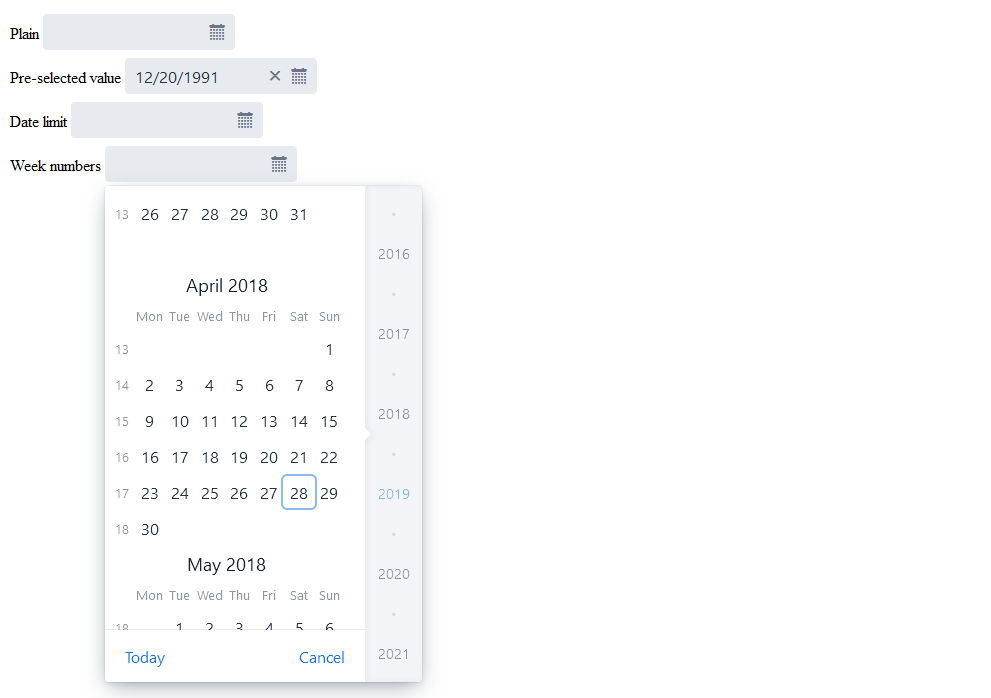 Plain
Pre-selected value 12/20/1991
Date limit
Week numbers
13 26 27 28 29 30 31
April 2018
Mon Tue Wed Thu Fri Sat Sun
13 1
14 2 3 4 5 6 7 8
15 9 10 11 12 13 14 15
16 16 17 18 19 20 21 22
17 23 24 25 26 27 28 29
18 30
May 2018
Mon Tue Wed Thu Fri Sat Sun
18 1 2 3 4 5 6
Today Cancel
2016
2017
2018
2019
2020
2021